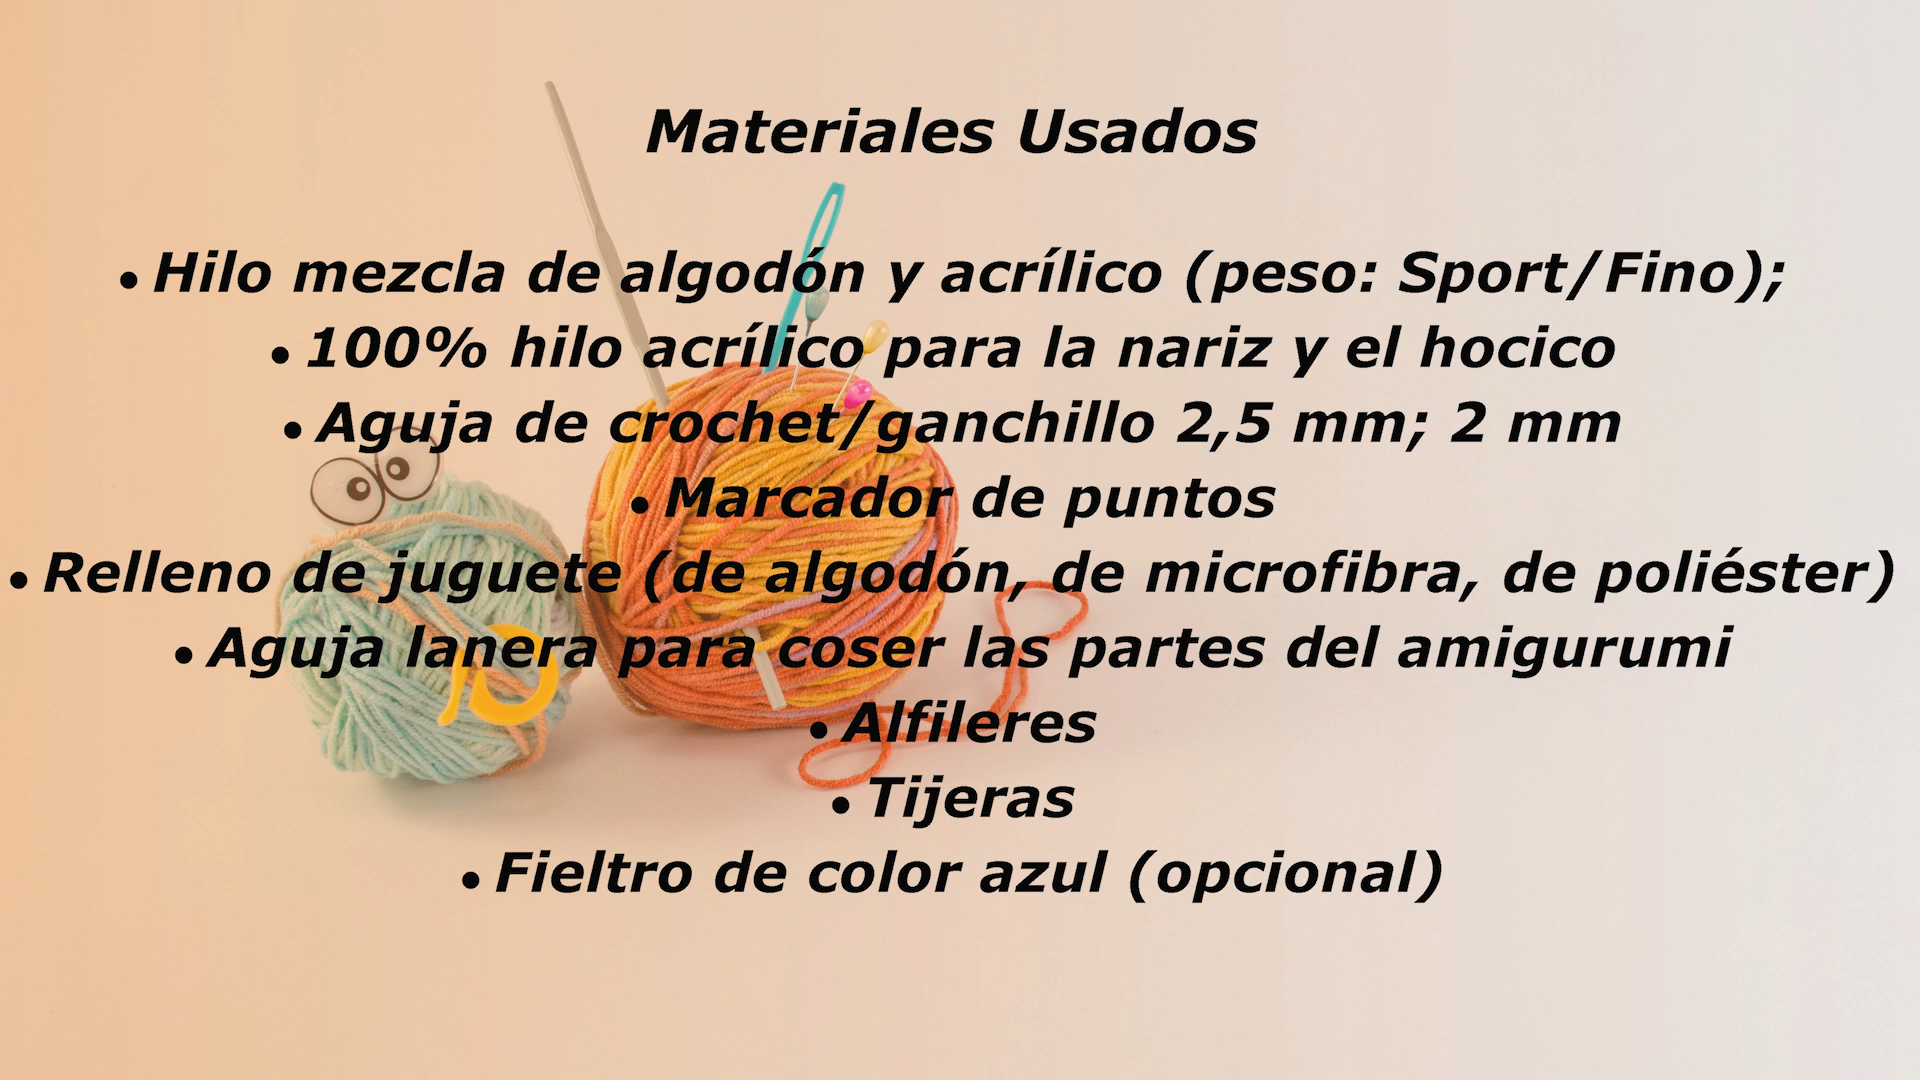 Materiales Usados
• Hilo mezcla de algodón y acrílico (peso: Sport/Fino);
• 100% hilo acrílico para la nariz y el hocico
• Aguja de crochet/ganchillo 2,5 mm; 2 mm
• Marcador de puntos
• Relleno de juguete (de algodón, de microfibra, de poliéster)
• Aguja lanera para coser las partes del amigurumi
• Alfileres
• Tijeras
• Fieltro de color azul (opcional)